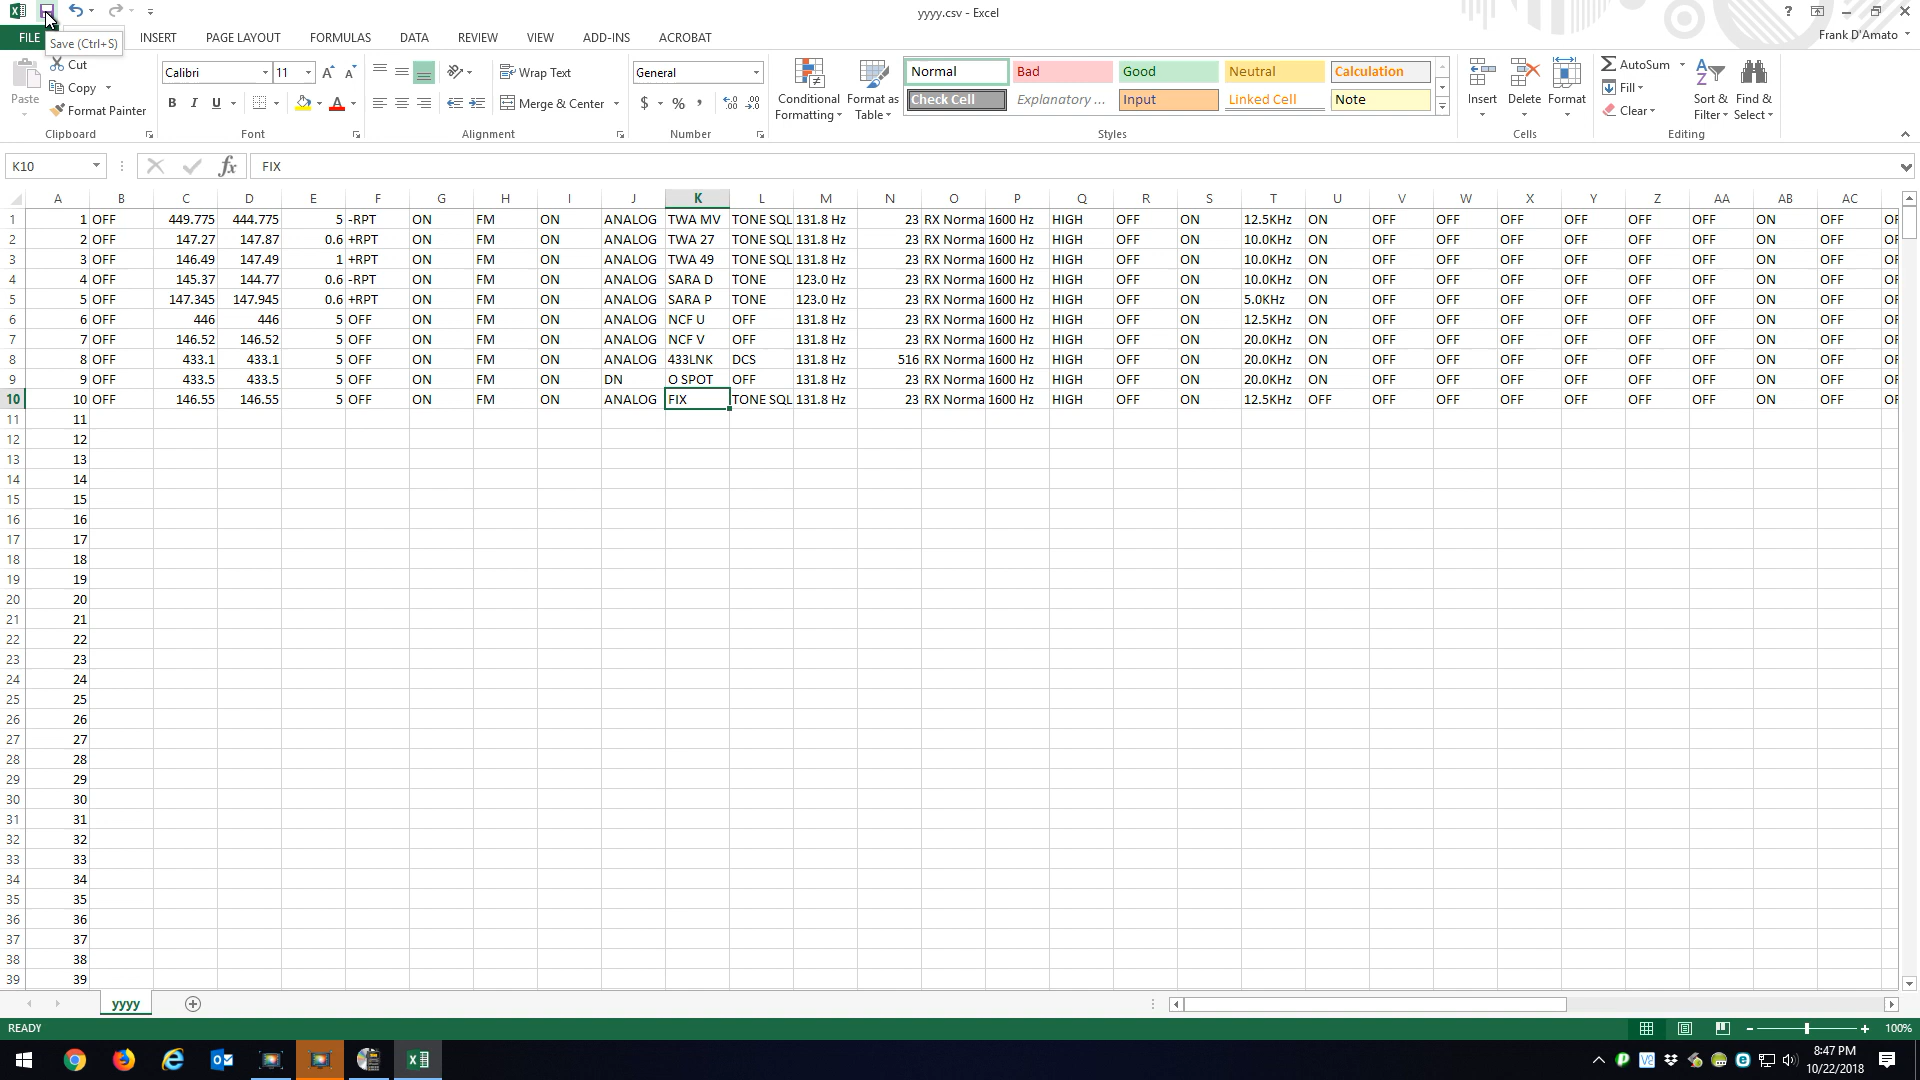 yyyy.csv - Excel
FILE INSERT PAGE LAYOUT FORMULAS DATA REVIEW VIEW ADD-INS ACROBAT Frank D'Amato
Save (Ctrl+S)
Paste
Cut
Copy
Format Painter
Clipboard
Calibri 11
B I U
Font
Wrap Text
Merge & Center
Alignment
General
$ % ,
Number
Conditional Formatting
Format as Table
Normal Bad Good Neutral Calculation
Check Cell Explanatory ... Input Linked Cell Note
Styles
Insert Delete Format
Cells
AutoSum
Fill
Clear
Sort & Filter
Find & Select
Editing
K10 fx FIX
A B C D E F G H I J K L M N O P Q R S T U V W X Y Z AA AB AC
1 1 OFF 449.775 444.775 5 -RPT ON FM ON ANALOG TWA MV TONE SQL 131.8 Hz 23 RX Norma 1600 Hz HIGH OFF ON 12.5KHz ON OFF OFF OFF OFF OFF OFF ON OFF OF
2 2 OFF 147.27 147.87 0.6 +RPT ON FM ON ANALOG TWA 27 TONE SQL 131.8 Hz 23 RX Norma 1600 Hz HIGH OFF ON 10.0KHz ON OFF OFF OFF OFF OFF OFF ON OFF OF
3 3 OFF 146.49 147.49 1 +RPT ON FM ON ANALOG TWA 49 TONE SQL 131.8 Hz 23 RX Norma 1600 Hz HIGH OFF ON 10.0KHz ON OFF OFF OFF OFF OFF OFF ON OFF OF
4 4 OFF 145.37 144.77 0.6 -RPT ON FM ON ANALOG SARA D TONE 123.0 Hz 23 RX Norma 1600 Hz HIGH OFF ON 10.0KHz ON OFF OFF OFF OFF OFF OFF ON OFF OF
5 5 OFF 147.345 147.945 0.6 +RPT ON FM ON ANALOG SARA P TONE 123.0 Hz 23 RX Norma 1600 Hz HIGH OFF ON 5.0KHz ON OFF OFF OFF OFF OFF OFF ON OFF OF
6 6 OFF 446 446 5 OFF ON FM ON ANALOG NCF U OFF 131.8 Hz 23 RX Norma 1600 Hz HIGH OFF ON 12.5KHz ON OFF OFF OFF OFF OFF OFF ON OFF OF
7 7 OFF 146.52 146.52 5 OFF ON FM ON ANALOG NCF V OFF 131.8 Hz 23 RX Norma 1600 Hz HIGH OFF ON 20.0KHz ON OFF OFF OFF OFF OFF OFF ON OFF OF
8 8 OFF 433.1 433.1 5 OFF ON FM ON ANALOG 433LNK DCS 131.8 Hz 516 RX Norma 1600 Hz HIGH OFF ON 20.0KHz ON OFF OFF OFF OFF OFF OFF ON OFF OF
9 9 OFF 433.5 433.5 5 OFF ON FM ON DN O SPOT OFF 131.8 Hz 23 RX Norma 1600 Hz HIGH OFF ON 20.0KHz ON OFF OFF OFF OFF OFF OFF ON OFF OF
10 10 OFF 146.55 146.55 5 OFF ON FM ON ANALOG FIX TONE SQL 131.8 Hz 23 RX Norma 1600 Hz HIGH OFF ON 12.5KHz OFF OFF OFF OFF OFF OFF OFF ON OFF OF
11 11
12 12
13 13
14 14
15 15
16 16
17 17
18 18
19 19
20 20
21 21
22 22
23 23
24 24
25 25
26 26
27 27
28 28
29 29
30 30
31 31
32 32
33 33
34 34
35 35
36 36
37 37
38 38
39 39
yyyy
READY 100%
8:47 PM
10/22/2018